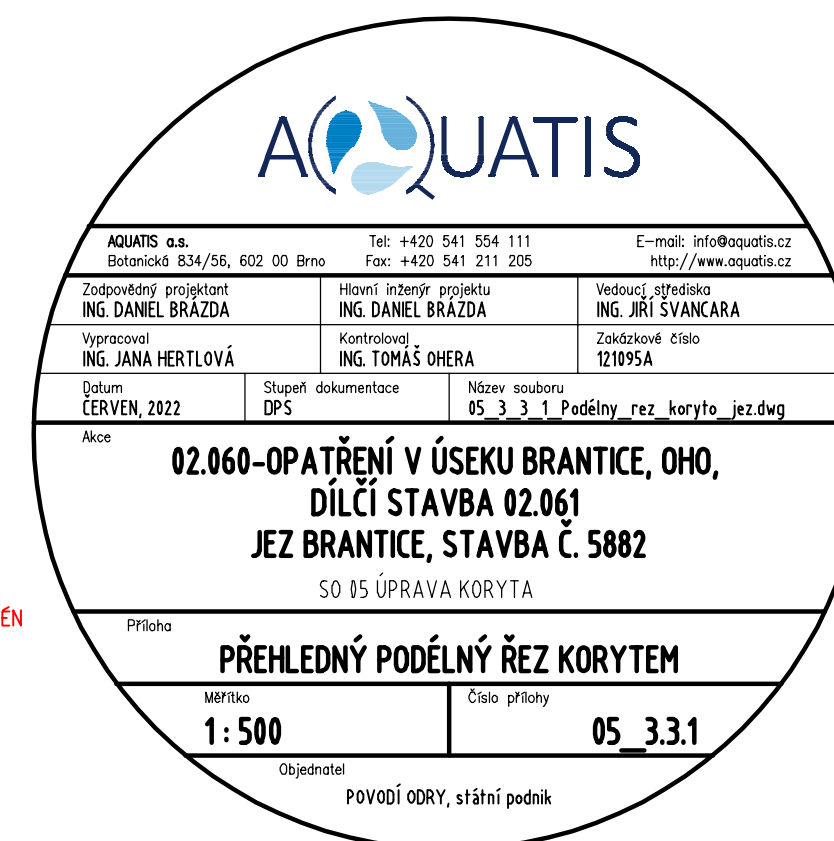 AQUATIS
AQUATIS a.s. Tel: +420 541 554 111 E-mail: info@aquatis.cz
Botanická 834/56, 602 00 Brno Fax: +420 541 211 205 http://www.aquatis.cz
Zodpovědný projektant Hlavní inženýr projektu Vedoucí střediska
ING. DANIEL BRÁZDA ING. DANIEL BRÁZDA ING. JIŘÍ ŠVANCARA
Vypracoval Kontroloval Zakázkové číslo
ING. JANA HERTLOVÁ ING. TOMÁŠ OHERA 121095A
Datum Stupeň dokumentace Název souboru
ČERVEN, 2022 DPS 05_3_3_1_Podélny_rez_koryto_jez.dwg
Akce
02.060-OPATŘENÍ V ÚSEKU BRANTICE, OHO,
DÍLČÍ STAVBA 02.061
JEZ BRANTICE, STAVBA Č. 5882
SO 05 ÚPRAVA KORYTA
ÉN
Příloha
PŘEHLEDNÝ PODÉLNÝ ŘEZ KORYTEM
Měřítko Číslo přílohy
1 : 500 05_3.3.1
Objednatel
POVODÍ ODRY, státní podnik